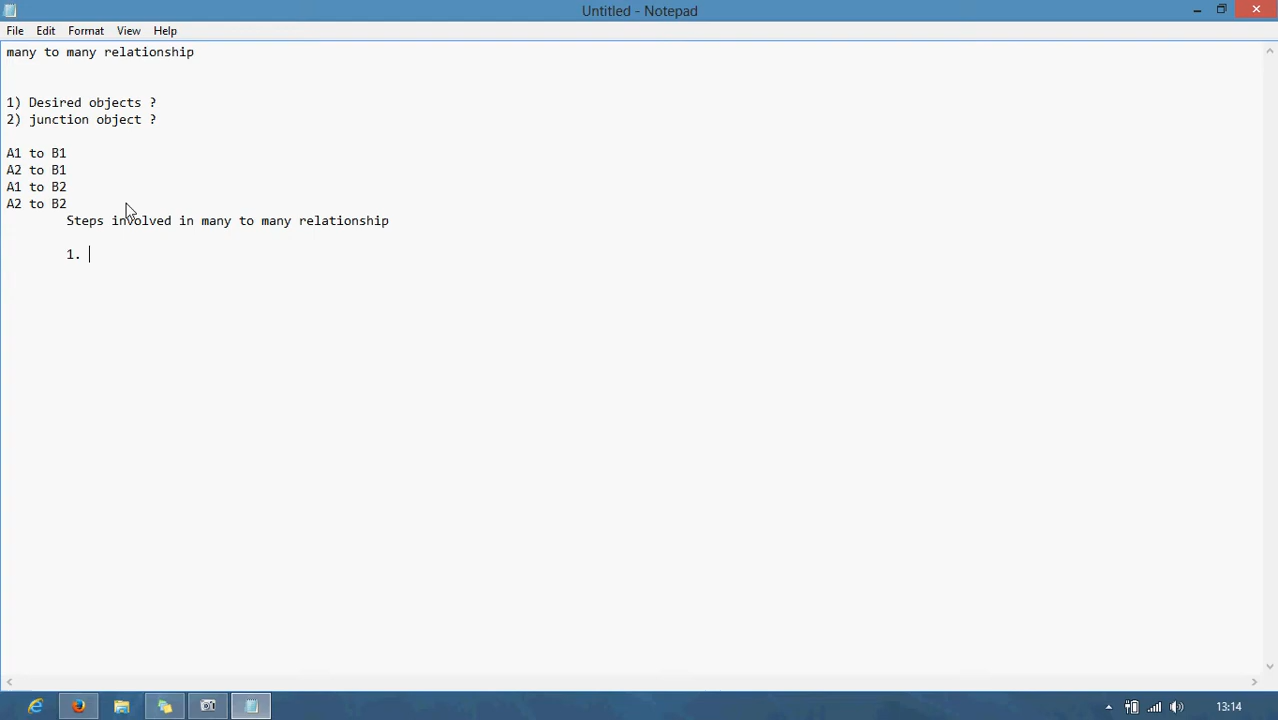 Untitled - Notepad
File Edit Format View Help
many to many relationship
1) Desired objects ?
2) junction object ?
A1 to B1
A2 to B1
A1 to B2
A2 to B2
Steps involved in many to many relationship
1.
13:14